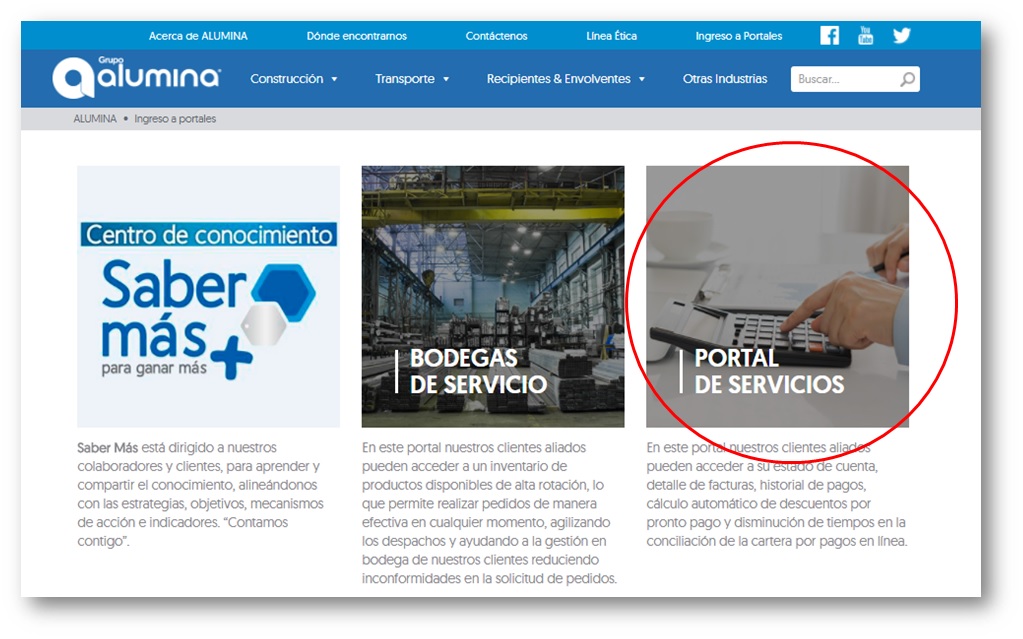 Acerca de ALUMINA Dónde encontrarnos Contáctenos Línea Ética Ingreso a Portales You Tube
Grupo
alumina Construcción Transporte Recipientes & Envolventes Otras Industrias Buscar...
ALUMINA • Ingreso a portales
Centro de conocimiento
Saber
más+
para ganar más
BODEGAS
DE SERVICIO
PORTAL
DE SERVICIOS
Saber Más está dirigido a nuestros
colaboradores y clientes, para aprender y
compartir el conocimiento, alineándonos
con las estrategias, objetivos, mecanismos
de acción e indicadores. “Contamos
contigo”.
En este portal nuestros clientes aliados
pueden acceder a un inventario de
productos disponibles de alta rotación, lo
que permite realizar pedidos de manera
efectiva en cualquier momento, agilizando
los despachos y ayudando a la gestión en
bodega de nuestros clientes reduciendo
inconformidades en la solicitud de pedidos.
En este portal nuestros clientes aliados
pueden acceder a su estado de cuenta,
detalle de facturas, historial de pagos,
cálculo automático de descuentos por
pronto pago y disminución de tiempos en la
conciliación de la cartera por pagos en línea.